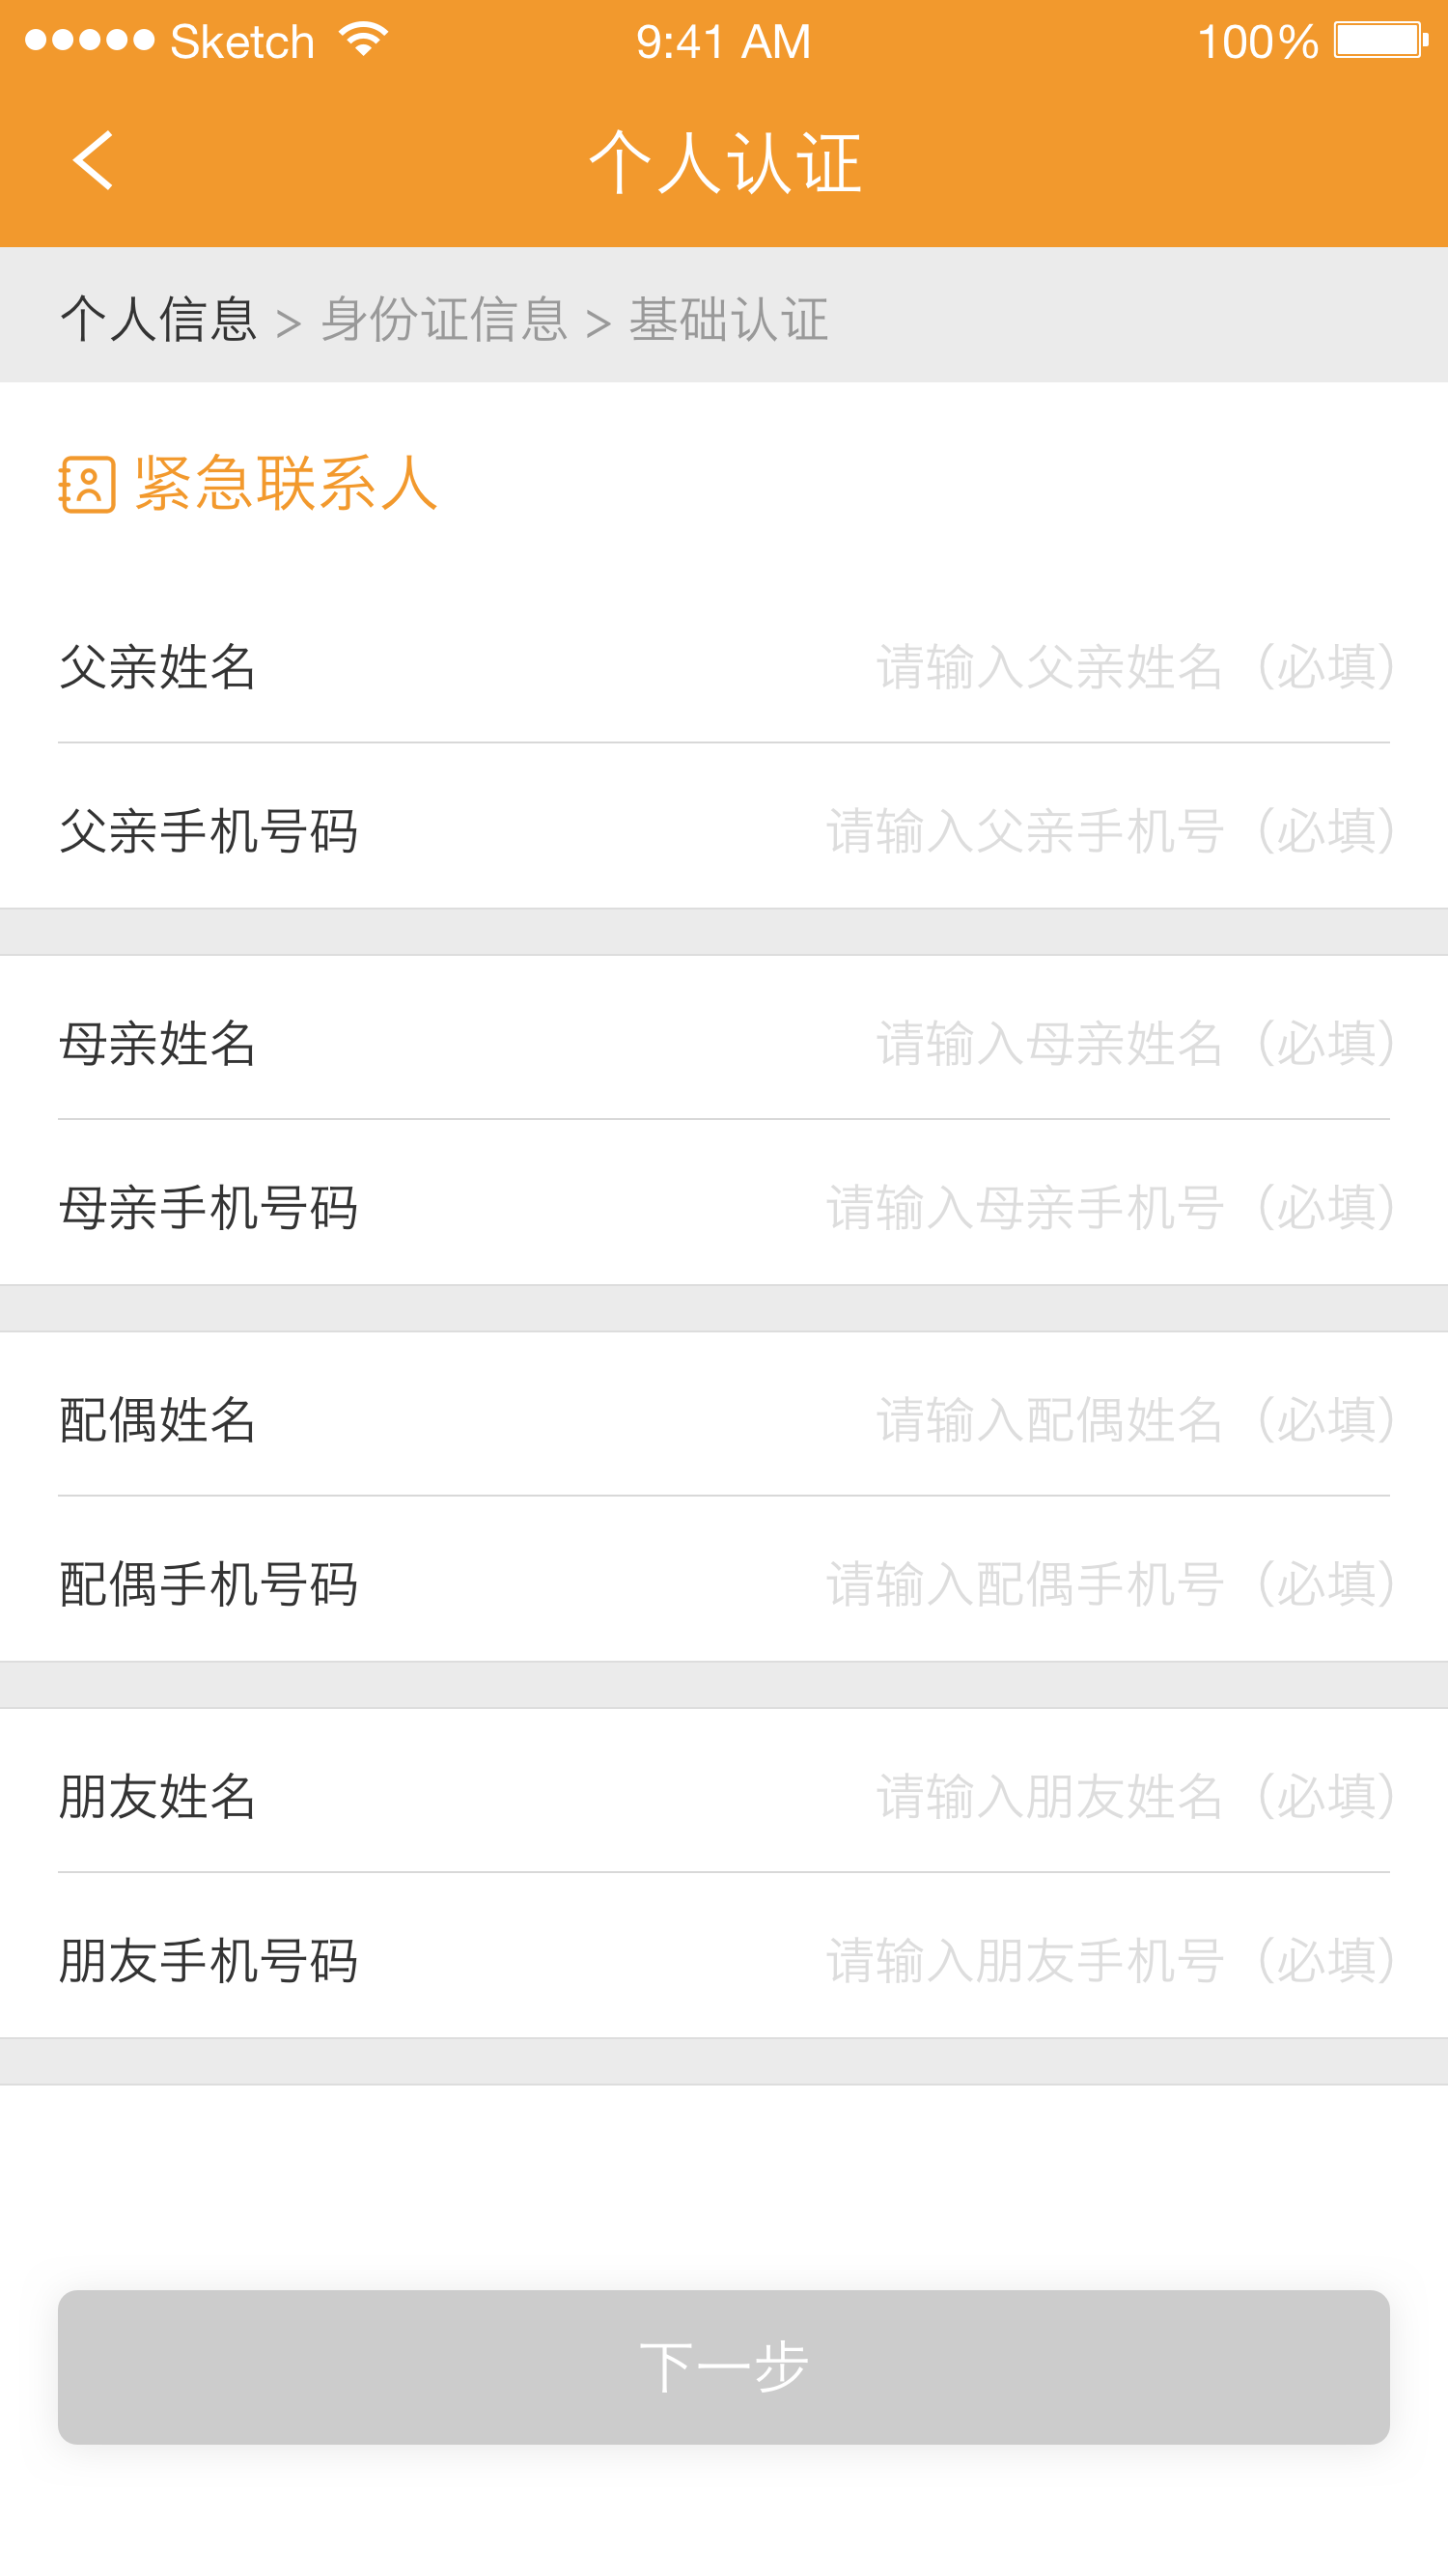 Sketch 9:41 AM 100%
个人认证
个人信息 > 身份证信息 > 基础认证
紧急联系人
父亲姓名 请输入父亲姓名（必填）
父亲手机号码 请输入父亲手机号（必填）
母亲姓名 请输入母亲姓名（必填）
母亲手机号码 请输入母亲手机号（必填）
配偶姓名 请输入配偶姓名（必填）
配偶手机号码 请输入配偶手机号（必填）
朋友姓名 请输入朋友姓名（必填）
朋友手机号码 请输入朋友手机号（必填）
下一步